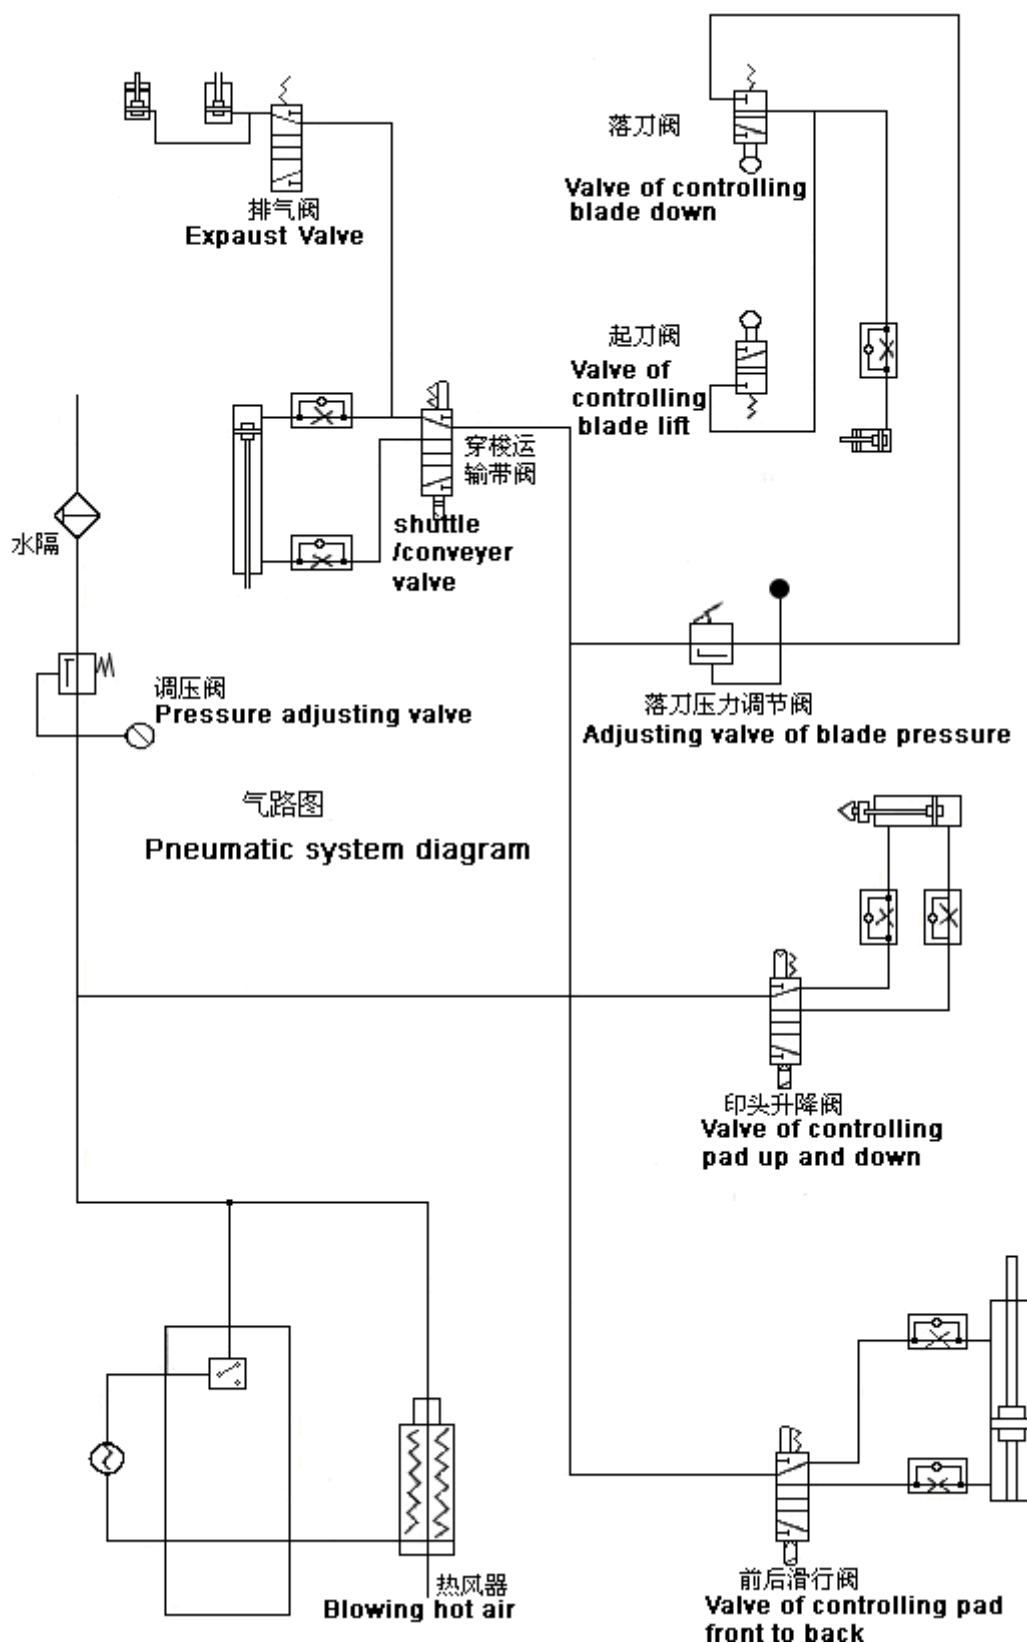 落刀阀
Valve of controlling
blade down
排气阀
Expaust Valve
起刀阀
Valve of
controlling
blade lift
穿梭运
输带阀
shuttle
/conveyer
valve
水隔
调压阀
Pressure adjusting valve
落刀压力调节阀
Adjusting valve of blade pressure
气路图
Pneumatic system diagram
印头升降阀
Valve of controlling
pad up and down
热风器
Blowing hot air
前后滑行阀
Valve of controlling pad
front to back